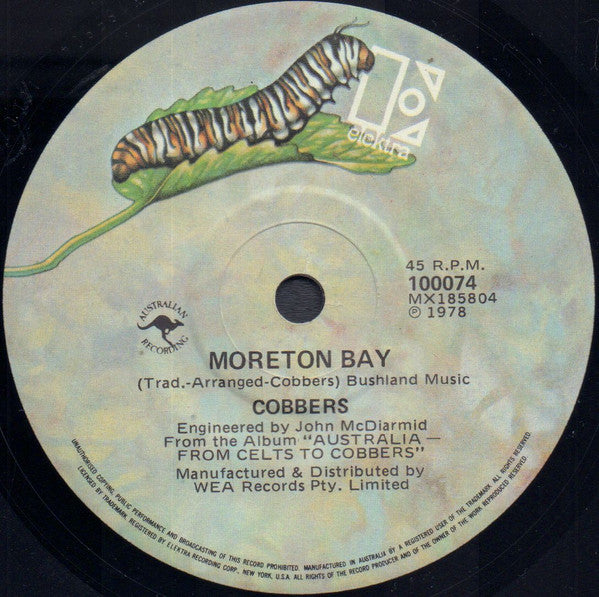 elektra
45 R.P.M.
100074
MX185804
℗ 1978
AUSTRALIAN
RECORDING
MORETON BAY
(Trad.-Arranged-Cobbers) Bushland Music
COBBERS
Engineered by John McDiarmid
From the Album "AUSTRALIA—
FROM CELTS TO COBBERS"
Manufactured & Distributed by
WEA Records Pty. Limited
UNAUTHORISED COPYING, PUBLIC PERFORMANCE AND BROADCASTING OF THIS RECORD PROHIBITED. MANUFACTURED IN AUSTRALIA BY A REGISTERED USER OF THE TRADEMARK. ALL RIGHTS RESERVED
LICENSED BY TRADEMARK. REGISTERED BY ELEKTRA RECORDING CORP., NEW YORK, U.S.A. ALL RIGHTS OF THE RECORD PRODUCER AND OF THE OWNER OF THE WORK REPRODUCED RESERVED.